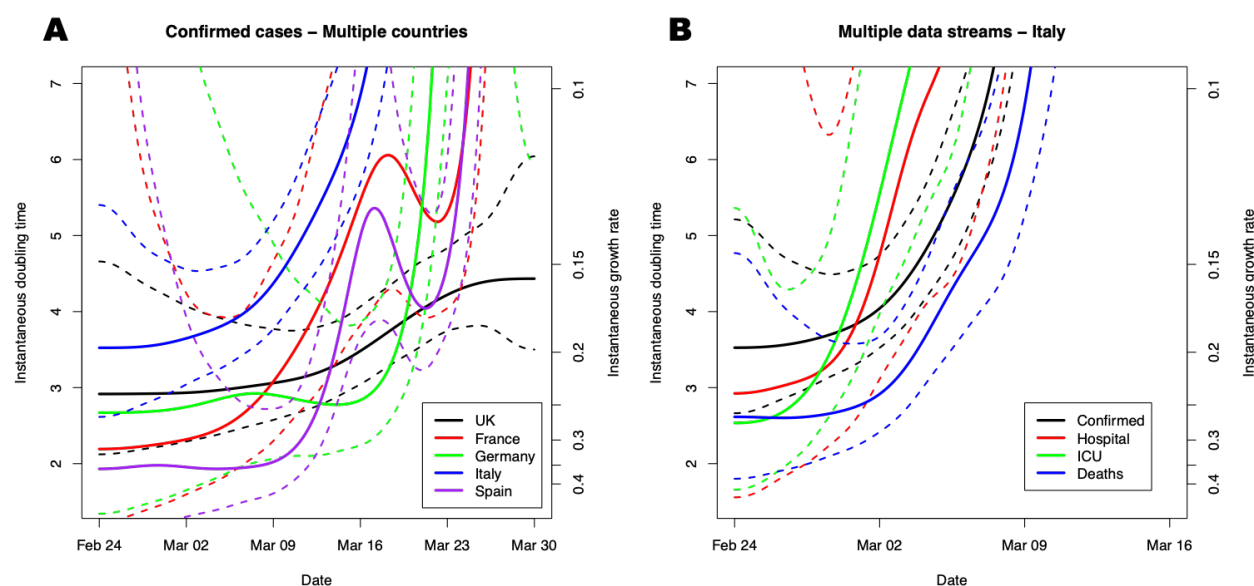 A
Confirmed cases – Multiple countries
Instantaneous doubling time
7
6
5
4
3
2
0.1
0.15
0.2
0.3
0.4
Instantaneous growth rate
UK
France
Germany
Italy
Spain
Feb 24
Mar 02
Mar 09
Mar 16
Mar 23
Mar 30
Date
B
Multiple data streams – Italy
Instantaneous doubling time
7
6
5
4
3
2
0.1
0.15
0.2
0.3
0.4
Instantaneous growth rate
Confirmed
Hospital
ICU
Deaths
Feb 24
Mar 02
Mar 09
Mar 16
Date